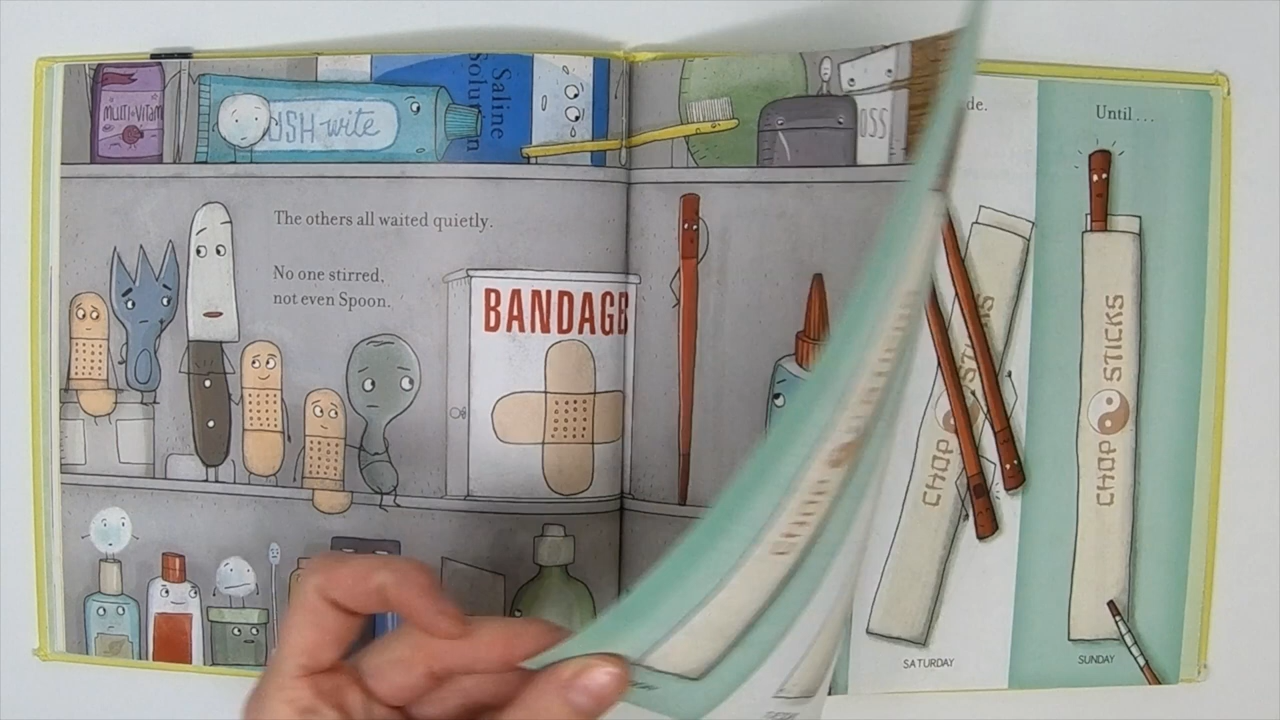 MULTI-VITAM
USH write
Saline
Solution
OSS
The others all waited quietly.
No one stirred,
not even Spoon.
BANDAGE
de.
Until . . .
CHOP STICKS
CHOP STICKS
SATURDAY
SUNDAY